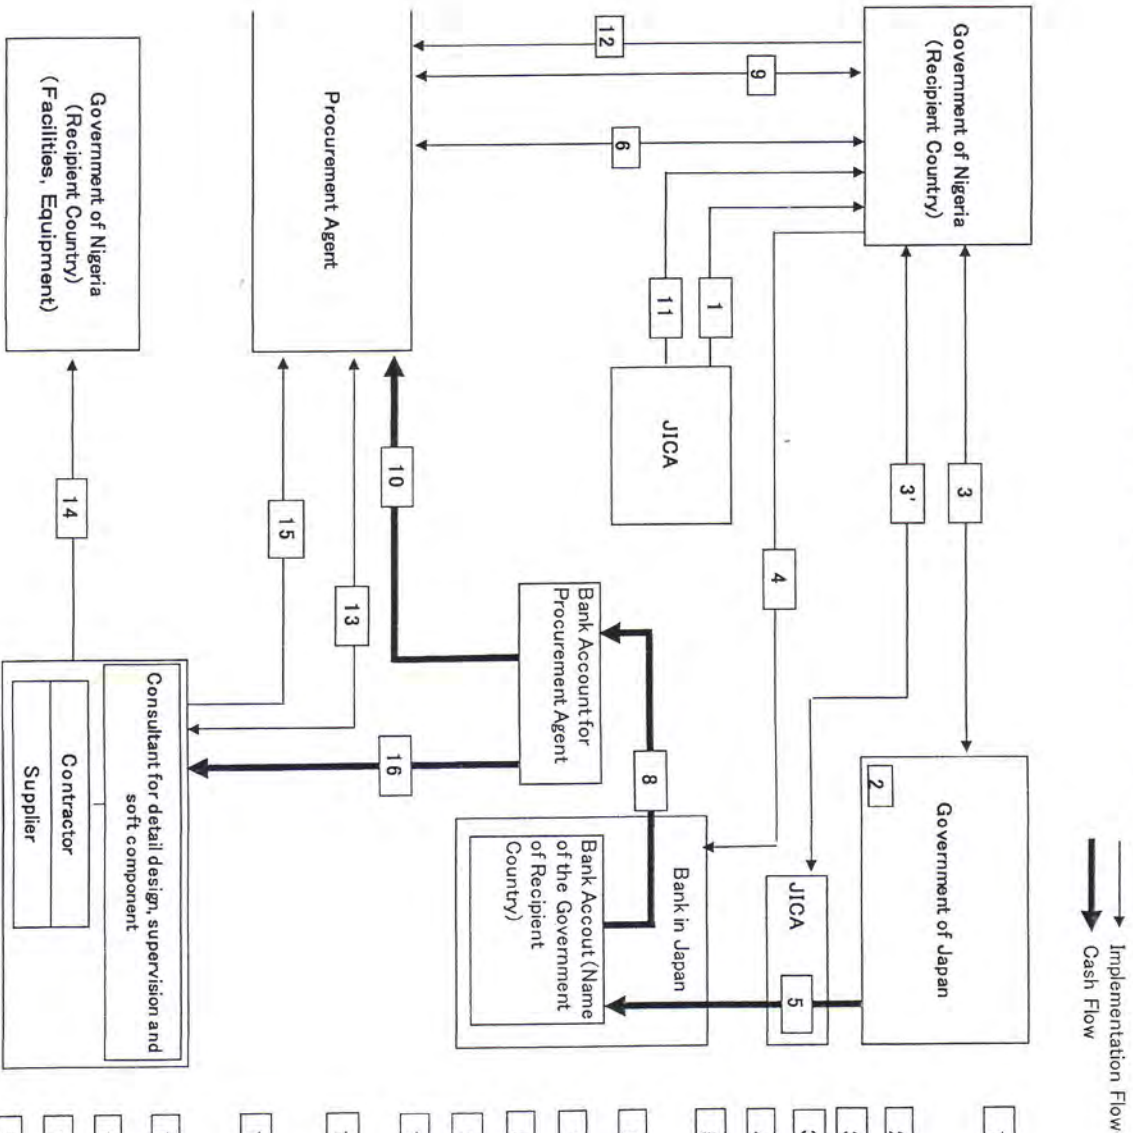 Implementation Flow
Cash Flow
Government of Nigeria
(Recipient Country)
3
Government of Japan
2
3'
12
9
6
11
1
JICA
4
JICA
5
Bank in Japan
Bank Accout (Name
of the Government
of Recipient
Country)
8
Bank Account for
Procurement Agent
Procurement Agent
10
13
15
16
Government of Nigeria
(Recipient Country)
(Facilities, Equipment)
14
Consultant for detail design, supervision and
soft component
Contractor
Supplier